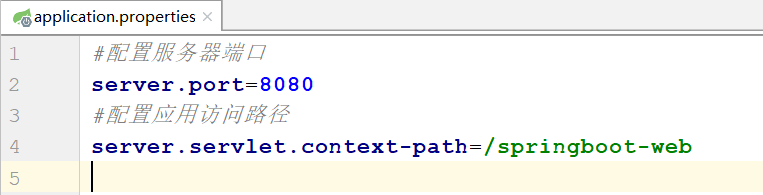 application.properties
1 #配置服务器端口
2 server.port=8080
3 #配置应用访问路径
4 server.servlet.context-path=/springboot-web
5